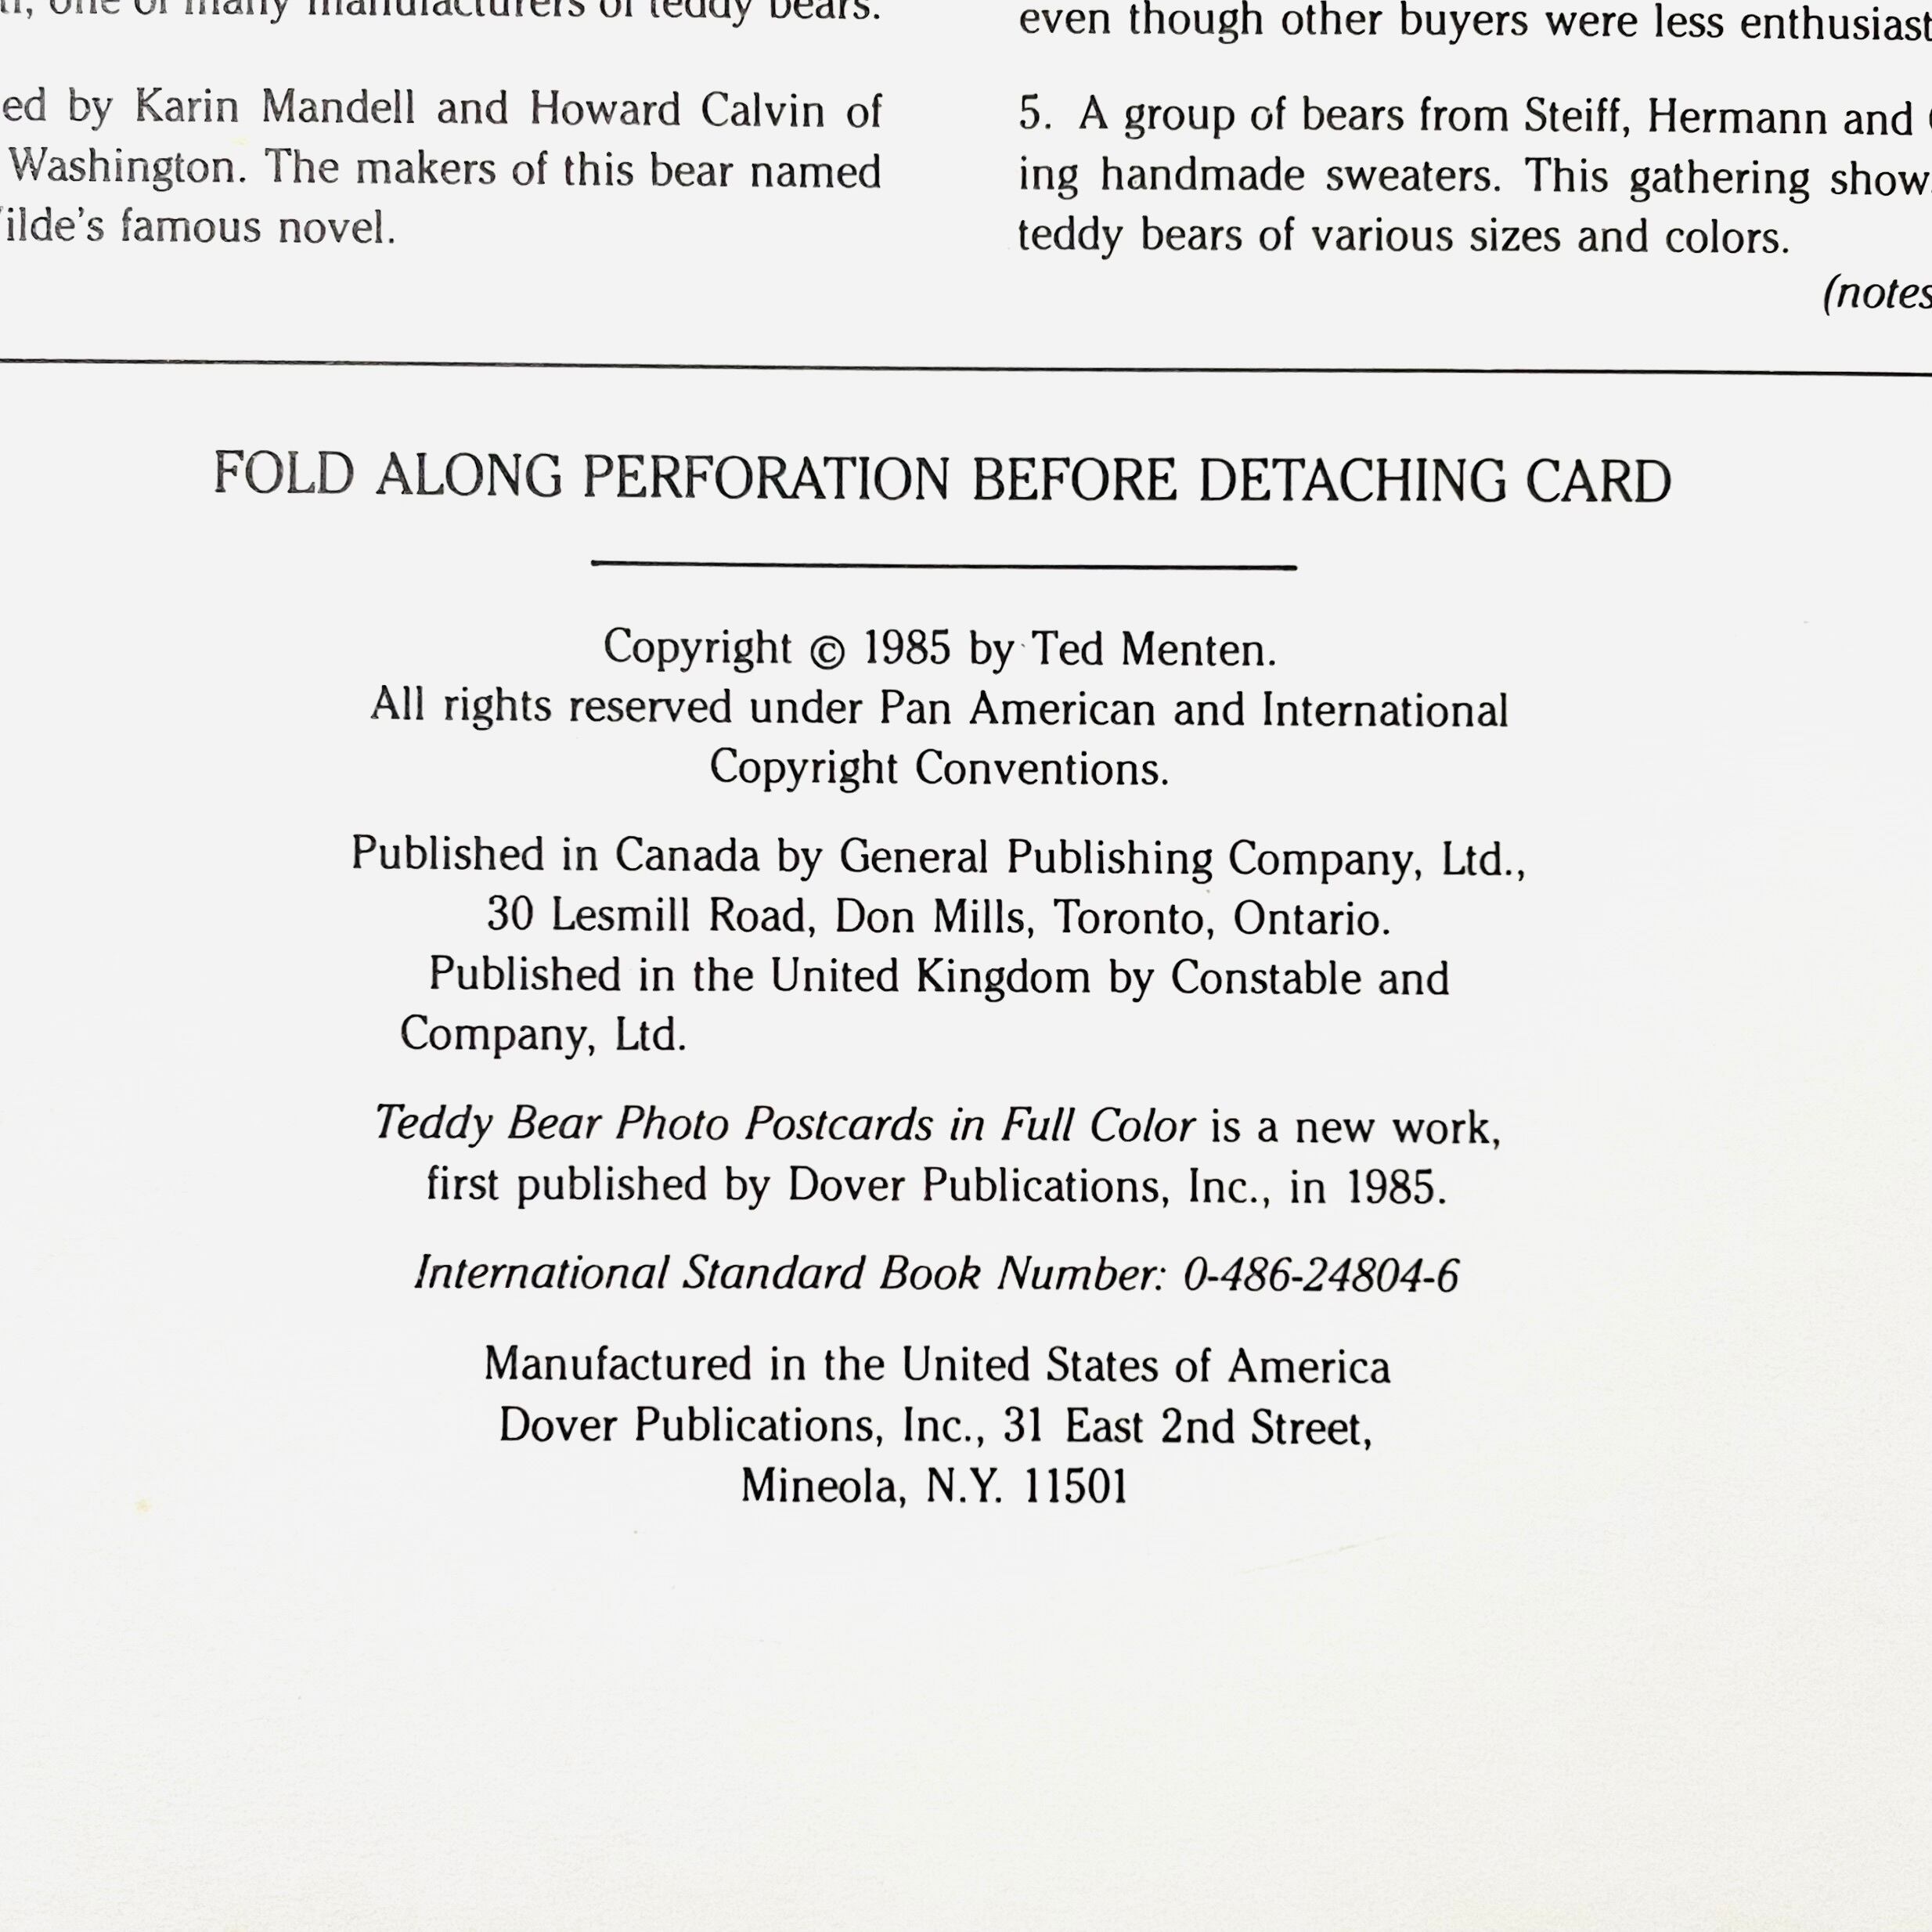 one of many manufacturers of teddy bears.
ed by Karin Mandell and Howard Calvin of
Washington. The makers of this bear named
ilde's famous novel.
even though other buyers were less enthusiast
5. A group of bears from Steiff, Hermann and
ing handmade sweaters. This gathering show
teddy bears of various sizes and colors.
(notes
FOLD ALONG PERFORATION BEFORE DETACHING CARD
Copyright © 1985 by Ted Menten.
All rights reserved under Pan American and International
Copyright Conventions.
Published in Canada by General Publishing Company, Ltd.,
30 Lesmill Road, Don Mills, Toronto, Ontario.
Published in the United Kingdom by Constable and
Company, Ltd.
Teddy Bear Photo Postcards in Full Color is a new work,
first published by Dover Publications, Inc., in 1985.
International Standard Book Number: 0-486-24804-6
Manufactured in the United States of America
Dover Publications, Inc., 31 East 2nd Street,
Mineola, N.Y. 11501